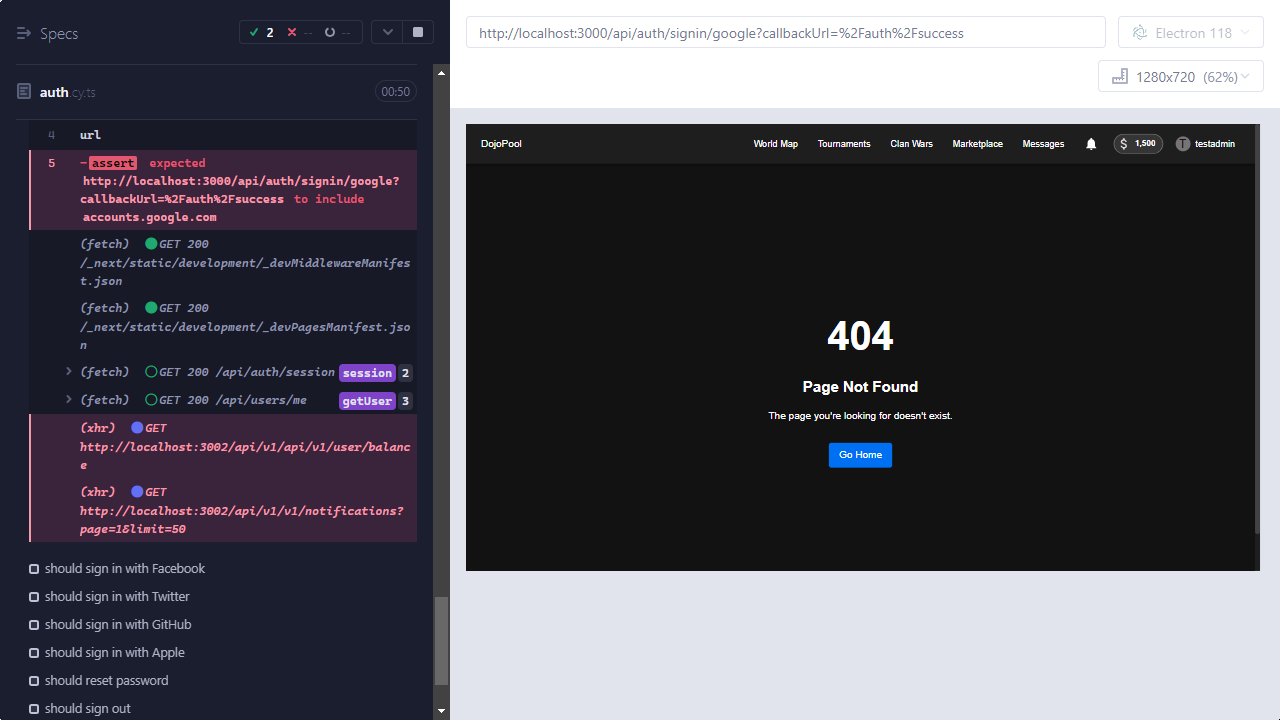 Specs
2
--
--
auth.cy.ts
00:50
4 url
5 -assert expected
http://localhost:3000/api/auth/signin/google?
callbackUrl=%2Fauth%2Fsuccess to include
accounts.google.com
(fetch) GET 200
/_next/static/development/_devMiddlewareManifes
t.json
(fetch) GET 200
/_next/static/development/_devPagesManifest.jso
n
(fetch) GET 200 /api/auth/session session 2
(fetch) GET 200 /api/users/me getUser 3
(xhr) GET
http://localhost:3002/api/v1/api/v1/user/balanc
e
(xhr) GET
http://localhost:3002/api/v1/v1/notifications?
page=1&limit=50
should sign in with Facebook
should sign in with Twitter
should sign in with GitHub
should sign in with Apple
should reset password
should sign out
http://localhost:3000/api/auth/signin/google?callbackUrl=%2Fauth%2Fsuccess
Electron 118
1280x720 (62%)
DojoPool
World Map
Tournaments
Clan Wars
Marketplace
Messages
$ 1,500
T testadmin
404
Page Not Found
The page you're looking for doesn't exist.
Go Home